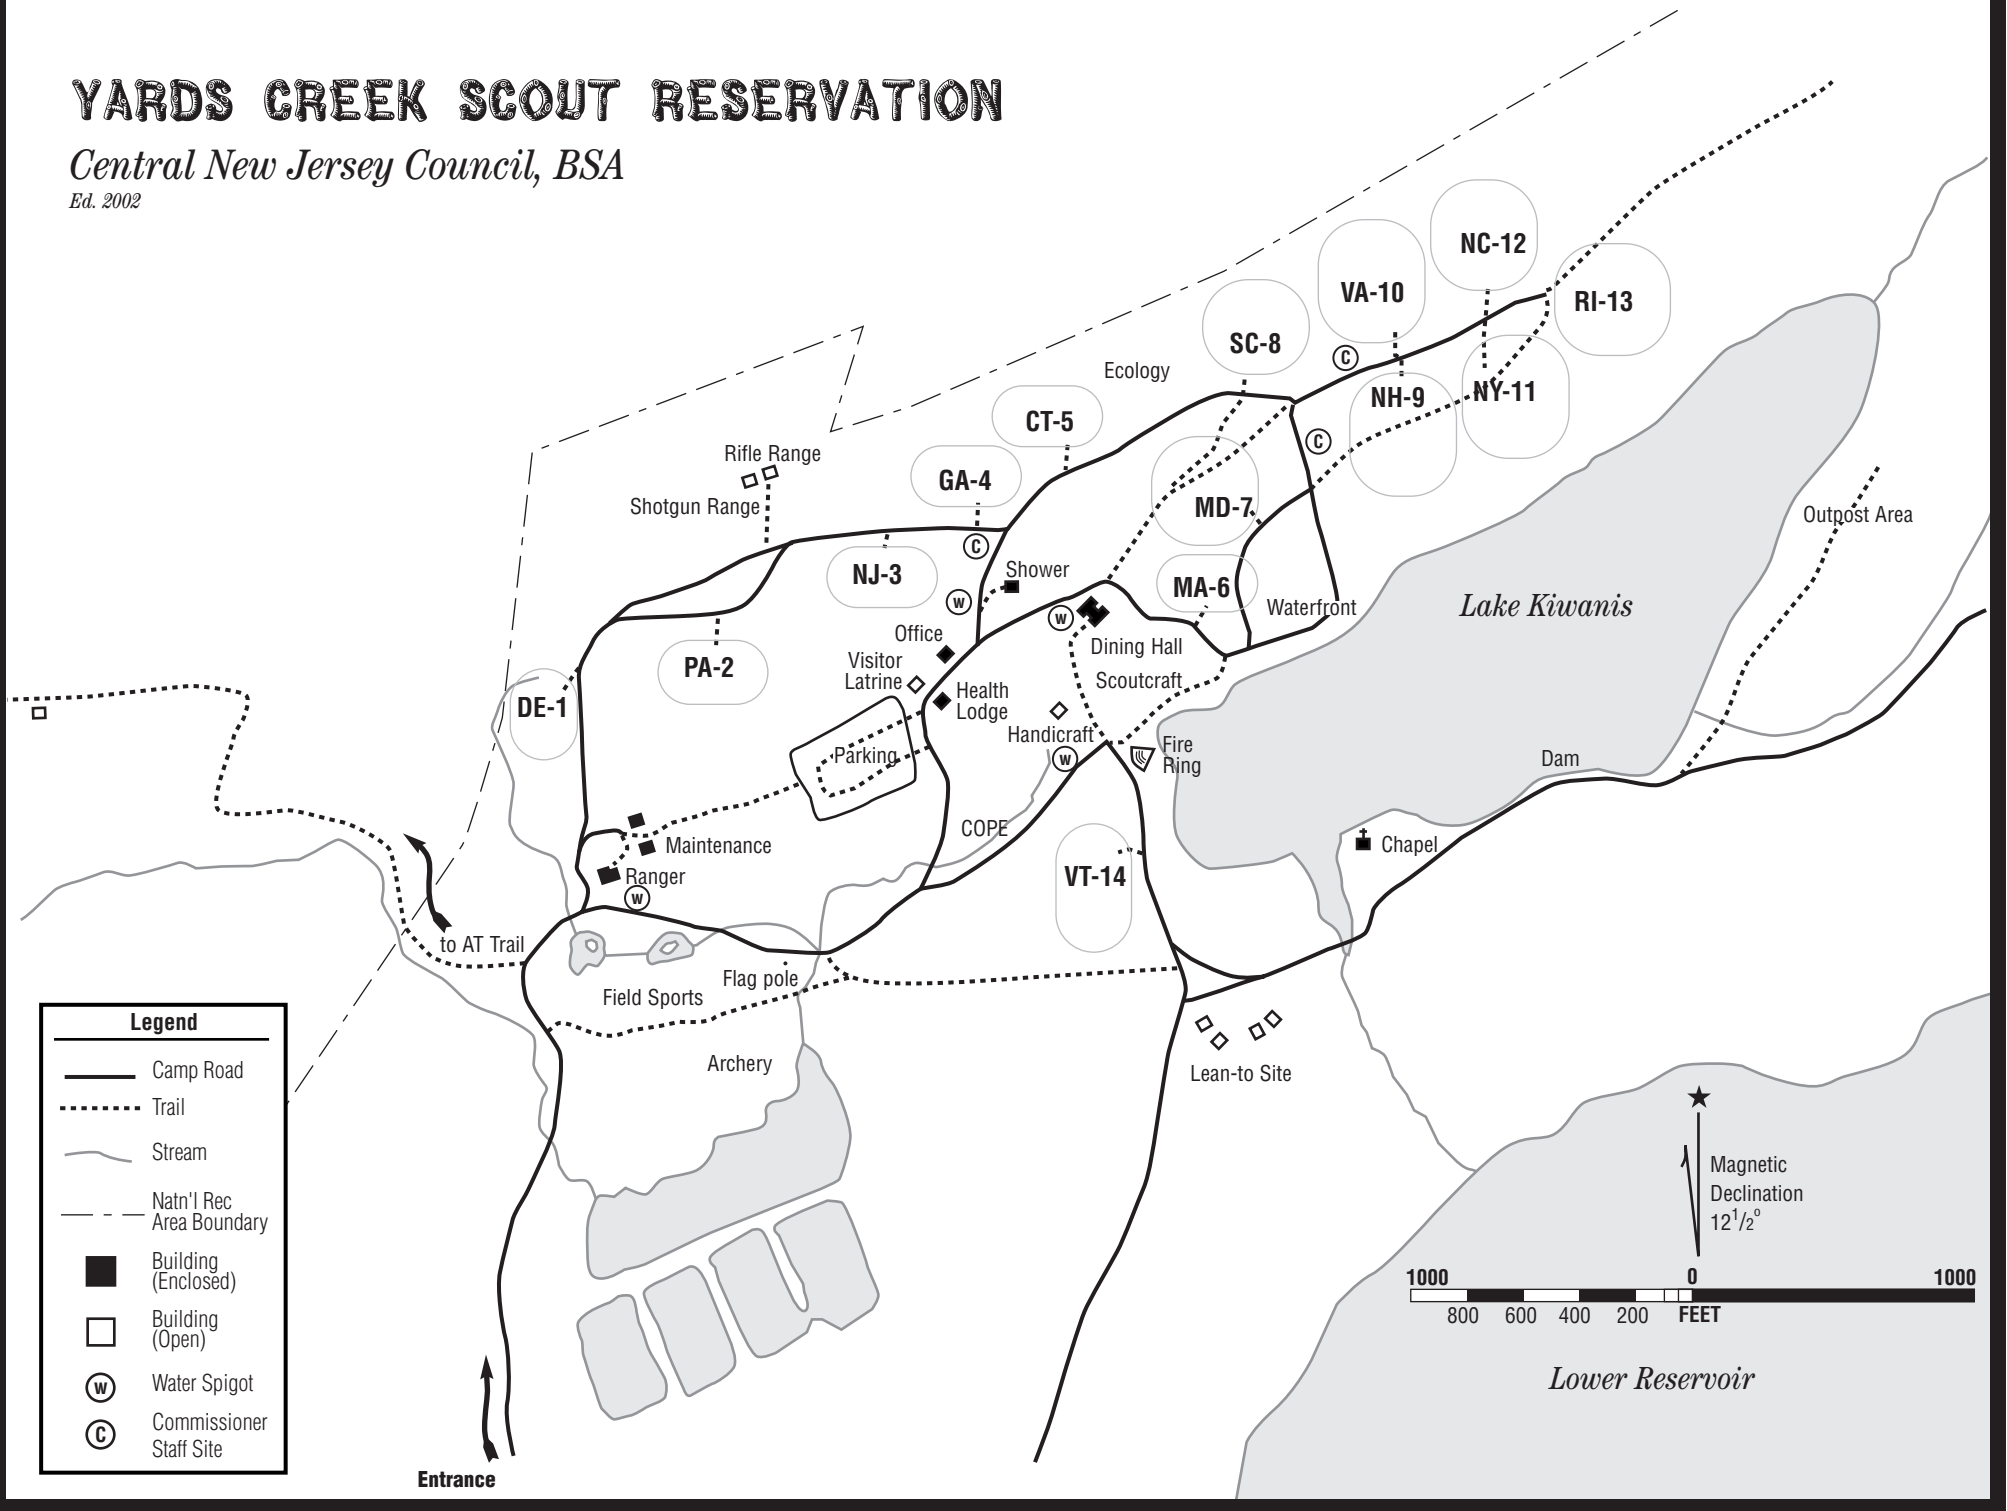 YARDS CREEK SCOUT RESERVATION
Central New Jersey Council, BSA
Ed. 2002
NC-12
VA-10
RI-13
SC-8
C
Ecology
NH-9
NY-11
CT-5
C
Rifle Range
GA-4
Shotgun Range
MD-7
Outpost Area
C
NJ-3
Shower
MA-6
W
W
Waterfront
Lake Kiwanis
Office
Dining Hall
PA-2
Visitor
Latrine
Scoutcraft
Health
Lodge
DE-1
Handicraft
Parking
W
Fire
Ring
Dam
COPE
Maintenance
Chapel
Ranger
VT-14
W
to AT Trail
Flag pole
Field Sports
Archery
Lean-to Site
Legend
Camp Road
Trail
Stream
Natn'l Rec
Area Boundary
Building
(Enclosed)
Building
(Open)
W Water Spigot
C Commissioner
Staff Site
Entrance
Magnetic
Declination
12 1/2°
1000 0 1000
800 600 400 200 FEET
Lower Reservoir